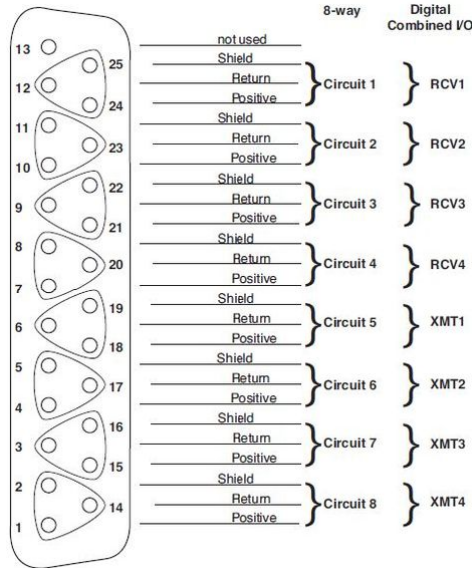 8-way Digital
Combined I/O
13 not used
25 Shield
12 Return Circuit 1 RCV1
24 Positive
11 Shield
23 Return Circuit 2 RCV2
10 Positive
22 Shield
9 Return Circuit 3 RCV3
21 Positive
8 Shield
20 Return Circuit 4 RCV4
7 Positive
19 Shield
6 Return Circuit 5 XMT1
18 Positive
5 Shield
17 Return Circuit 6 XMT2
4 Positive
16 Shield
3 Return Circuit 7 XMT3
15 Positive
2 Shield
14 Return Circuit 8 XMT4
1 Positive